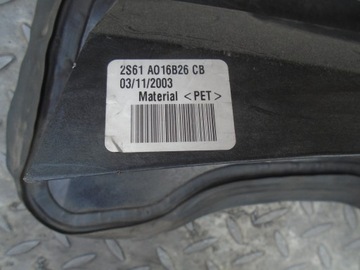 2S61 A016B26 CB
03/11/2003
Material <PET>